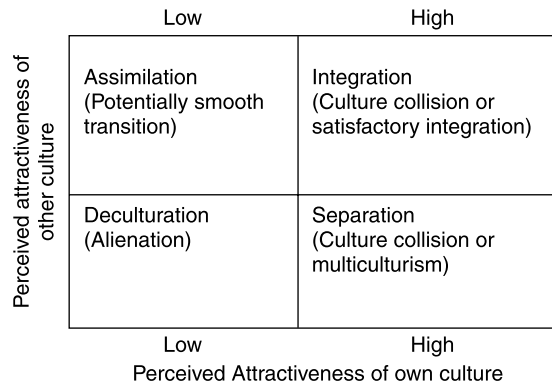 Low High
Perceived attractiveness of
other culture
Assimilation
(Potentially smooth
transition)
Integration
(Culture collision or
satisfactory integration)
Deculturation
(Alienation)
Separation
(Culture collision or
multiculturism)
Low High
Perceived Attractiveness of own culture